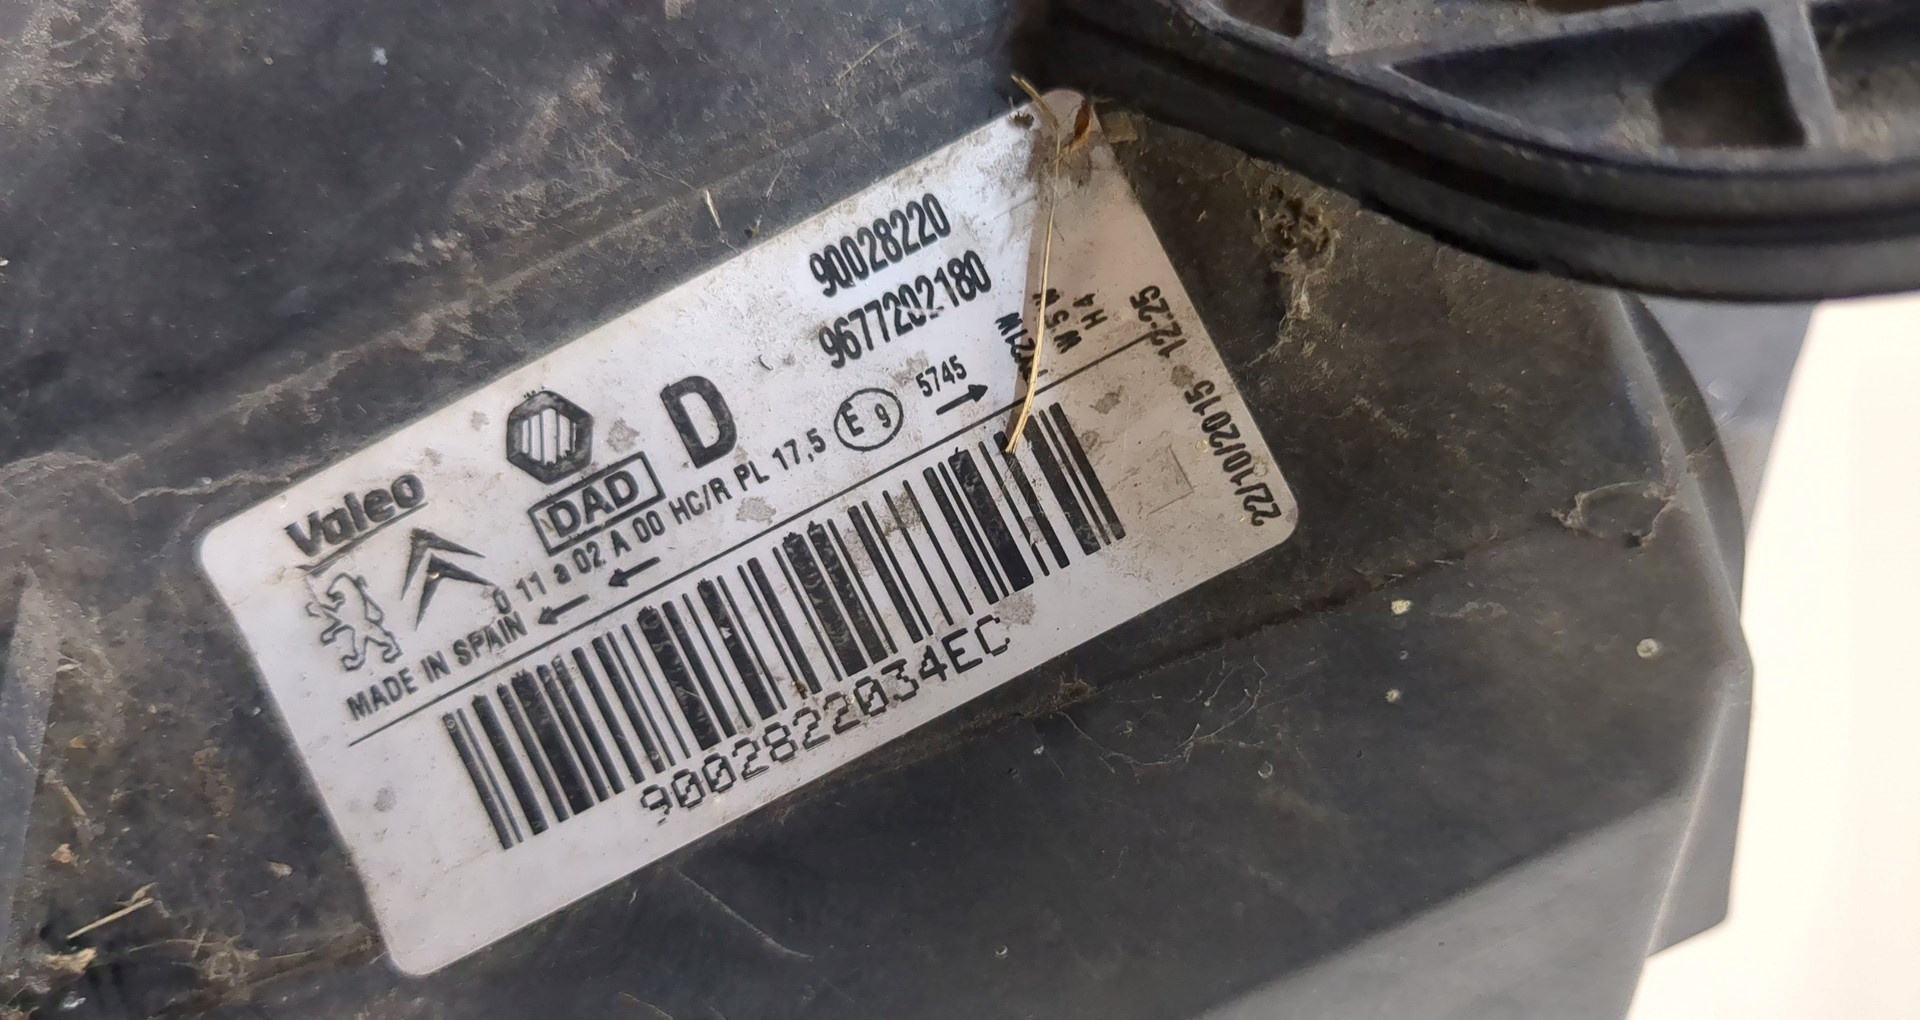 90028220
9677202180
Valeo
D
DAD
0 11 a 02 A 00 HC/R PL 17,5
E 9
5745
W5W
H4
MADE IN SPAIN
22/10/2015 12:25
9002822034EC